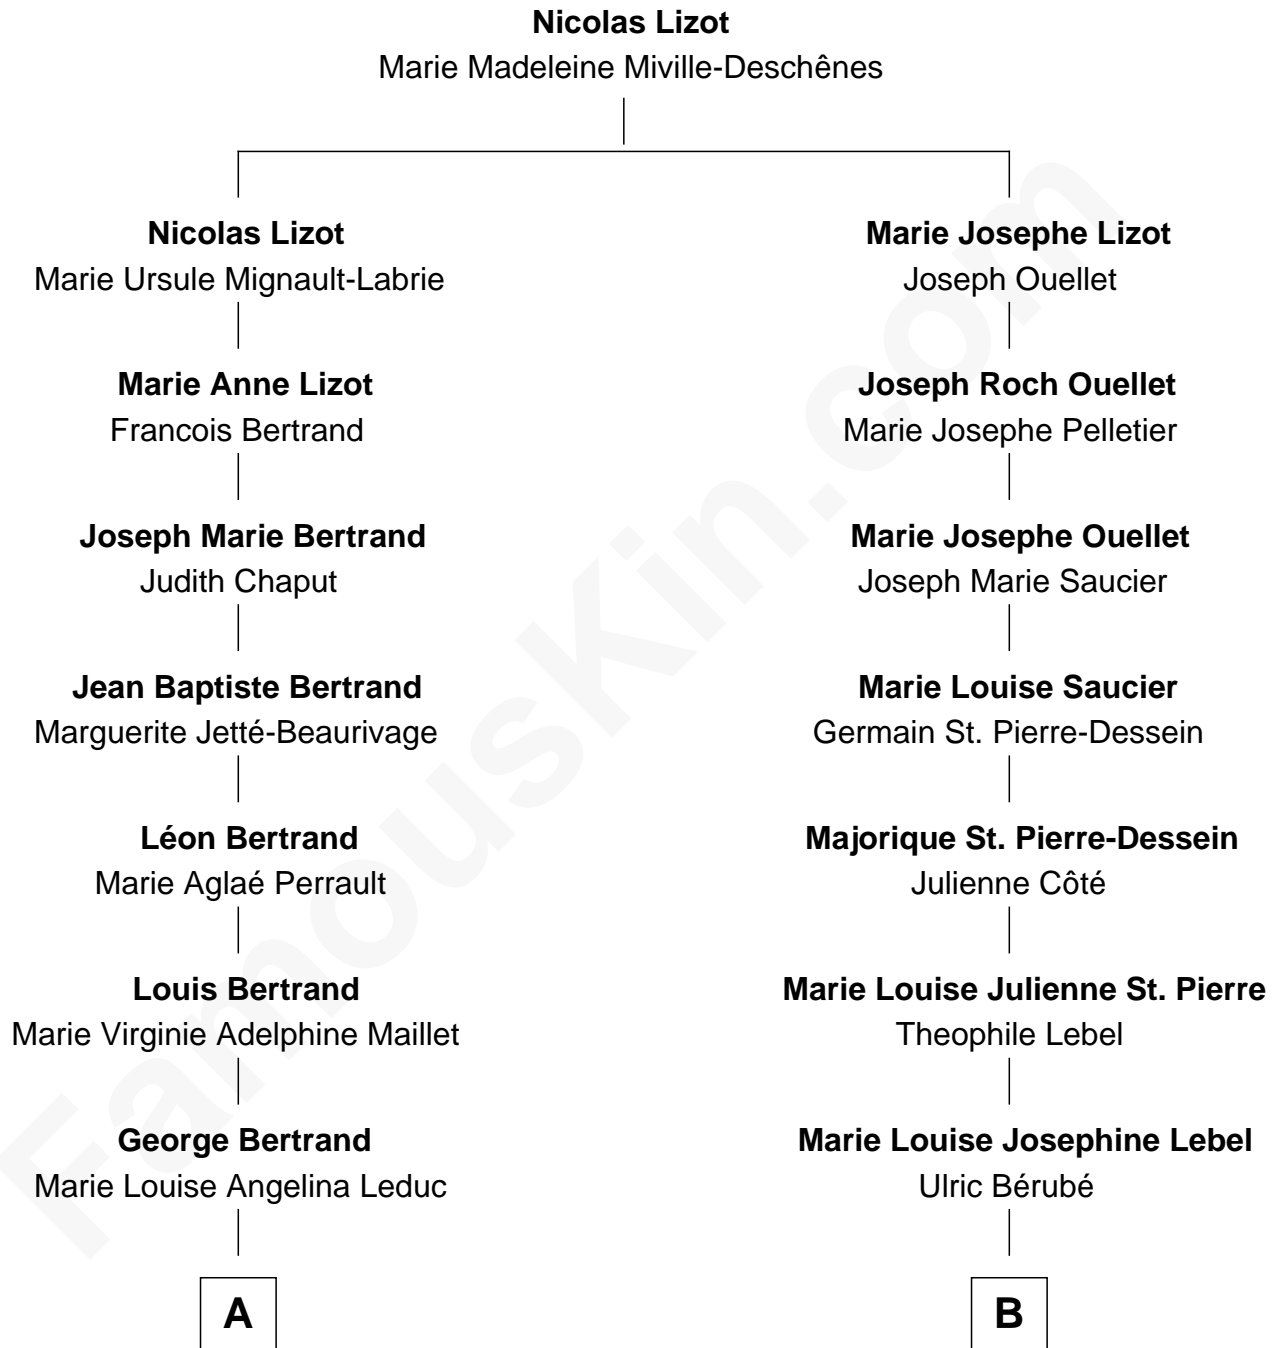 Nicolas Lizot
Marie Madeleine Miville-Deschênes
Nicolas Lizot
Marie Ursule Mignault-Labrie
Marie Anne Lizot
Francois Bertrand
Joseph Marie Bertrand
Judith Chaput
Jean Baptiste Bertrand
Marguerite Jetté-Beaurivage
Léon Bertrand
Marie Aglaé Perrault
Louis Bertrand
Marie Virginie Adelphine Maillet
George Bertrand
Marie Louise Angelina Leduc
A
Marie Josephe Lizot
Joseph Ouellet
Joseph Roch Ouellet
Marie Josephe Pelletier
Marie Josephe Ouellet
Joseph Marie Saucier
Marie Louise Saucier
Germain St. Pierre-Dessein
Majorique St. Pierre-Dessein
Julienne Côté
Marie Louise Julienne St. Pierre
Theophile Lebel
Marie Louise Josephine Lebel
Ulric Bérubé
B
FamousKin.com